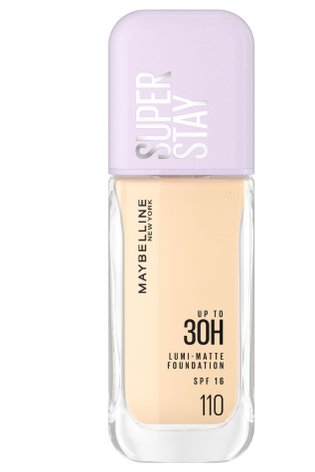 SUPER
STAY
MAYBELLINE
NEW YORK
UP TO
30H
LUMI-MATTE
FOUNDATION
SPF 16
110